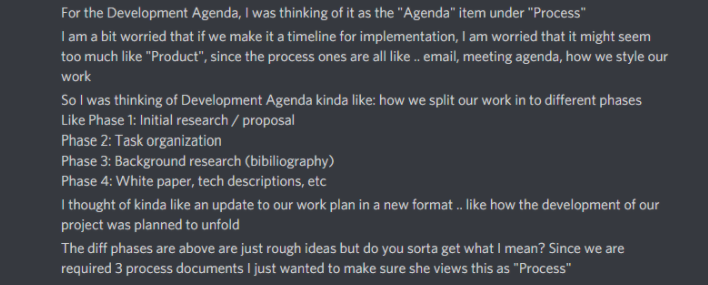 For the Development Agenda, I was thinking of it as the "Agenda" item under "Process"
I am a bit worried that if we make it a timeline for implementation, I am worried that it might seem
too much like "Product", since the process ones are all like .. email, meeting agenda, how we style our
work
So I was thinking of Development Agenda kinda like: how we split our work in to different phases
Like Phase 1: Initial research / proposal
Phase 2: Task organization
Phase 3: Background research (bibiliography)
Phase 4: White paper, tech descriptions, etc
I thought of kinda like an update to our work plan in a new format .. like how the development of our
project was planned to unfold
The diff phases are above are just rough ideas but do you sorta get what I mean? Since we are
required 3 process documents I just wanted to make sure she views this as "Process"